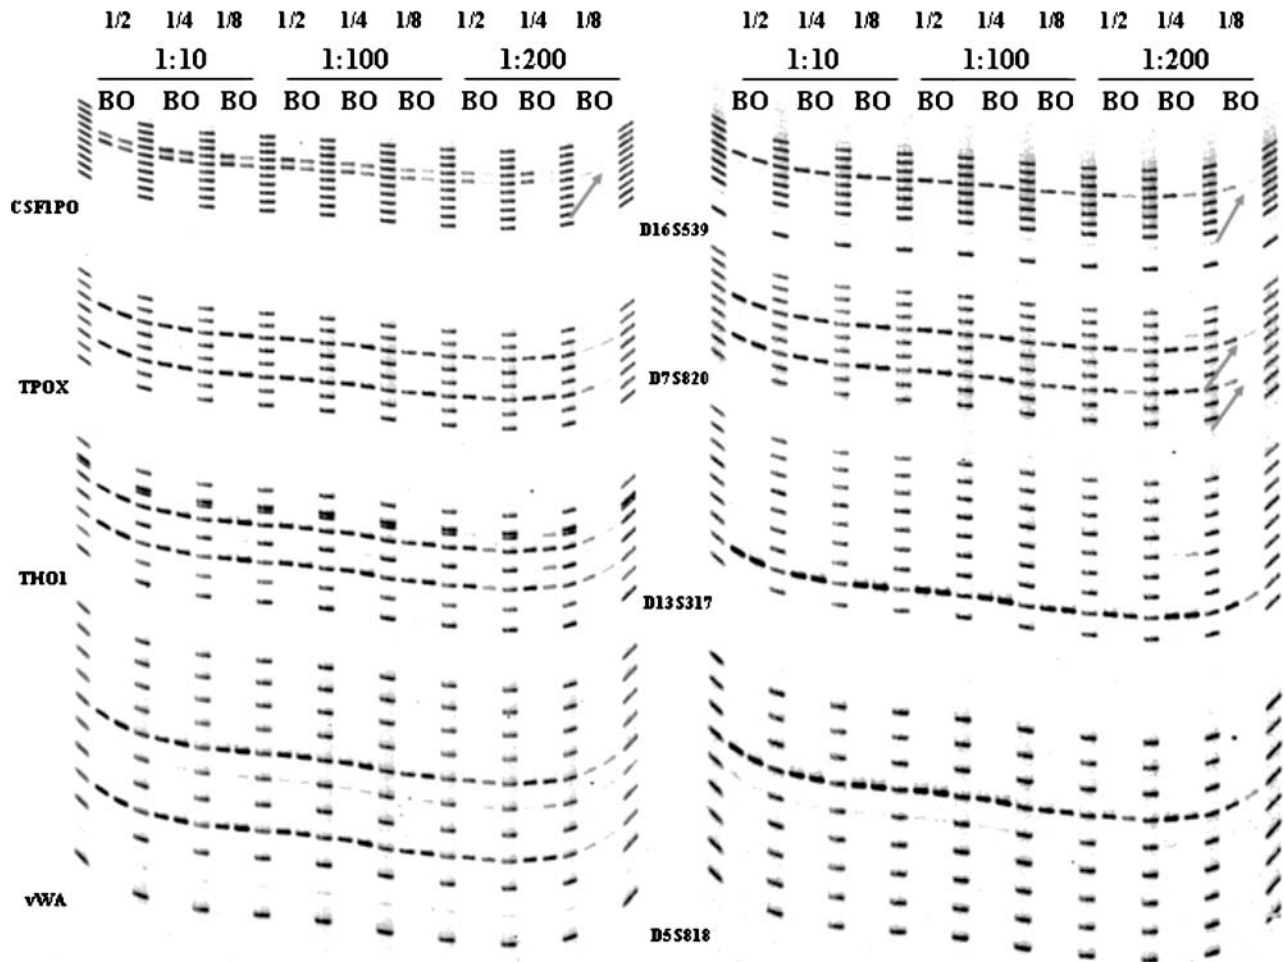 1/2 1/4 1/8 1/2 1/4 1/8 1/2 1/4 1/8
1:10 1:100 1:200
BO BO BO BO BO BO BO BO BO
CSF1PO
TPOX
THO1
vWA
1/2 1/4 1/8 1/2 1/4 1/8 1/2 1/4 1/8
1:10 1:100 1:200
BO BO BO BO BO BO BO BO BO
D16S539
D7S820
D13S317
D5S818